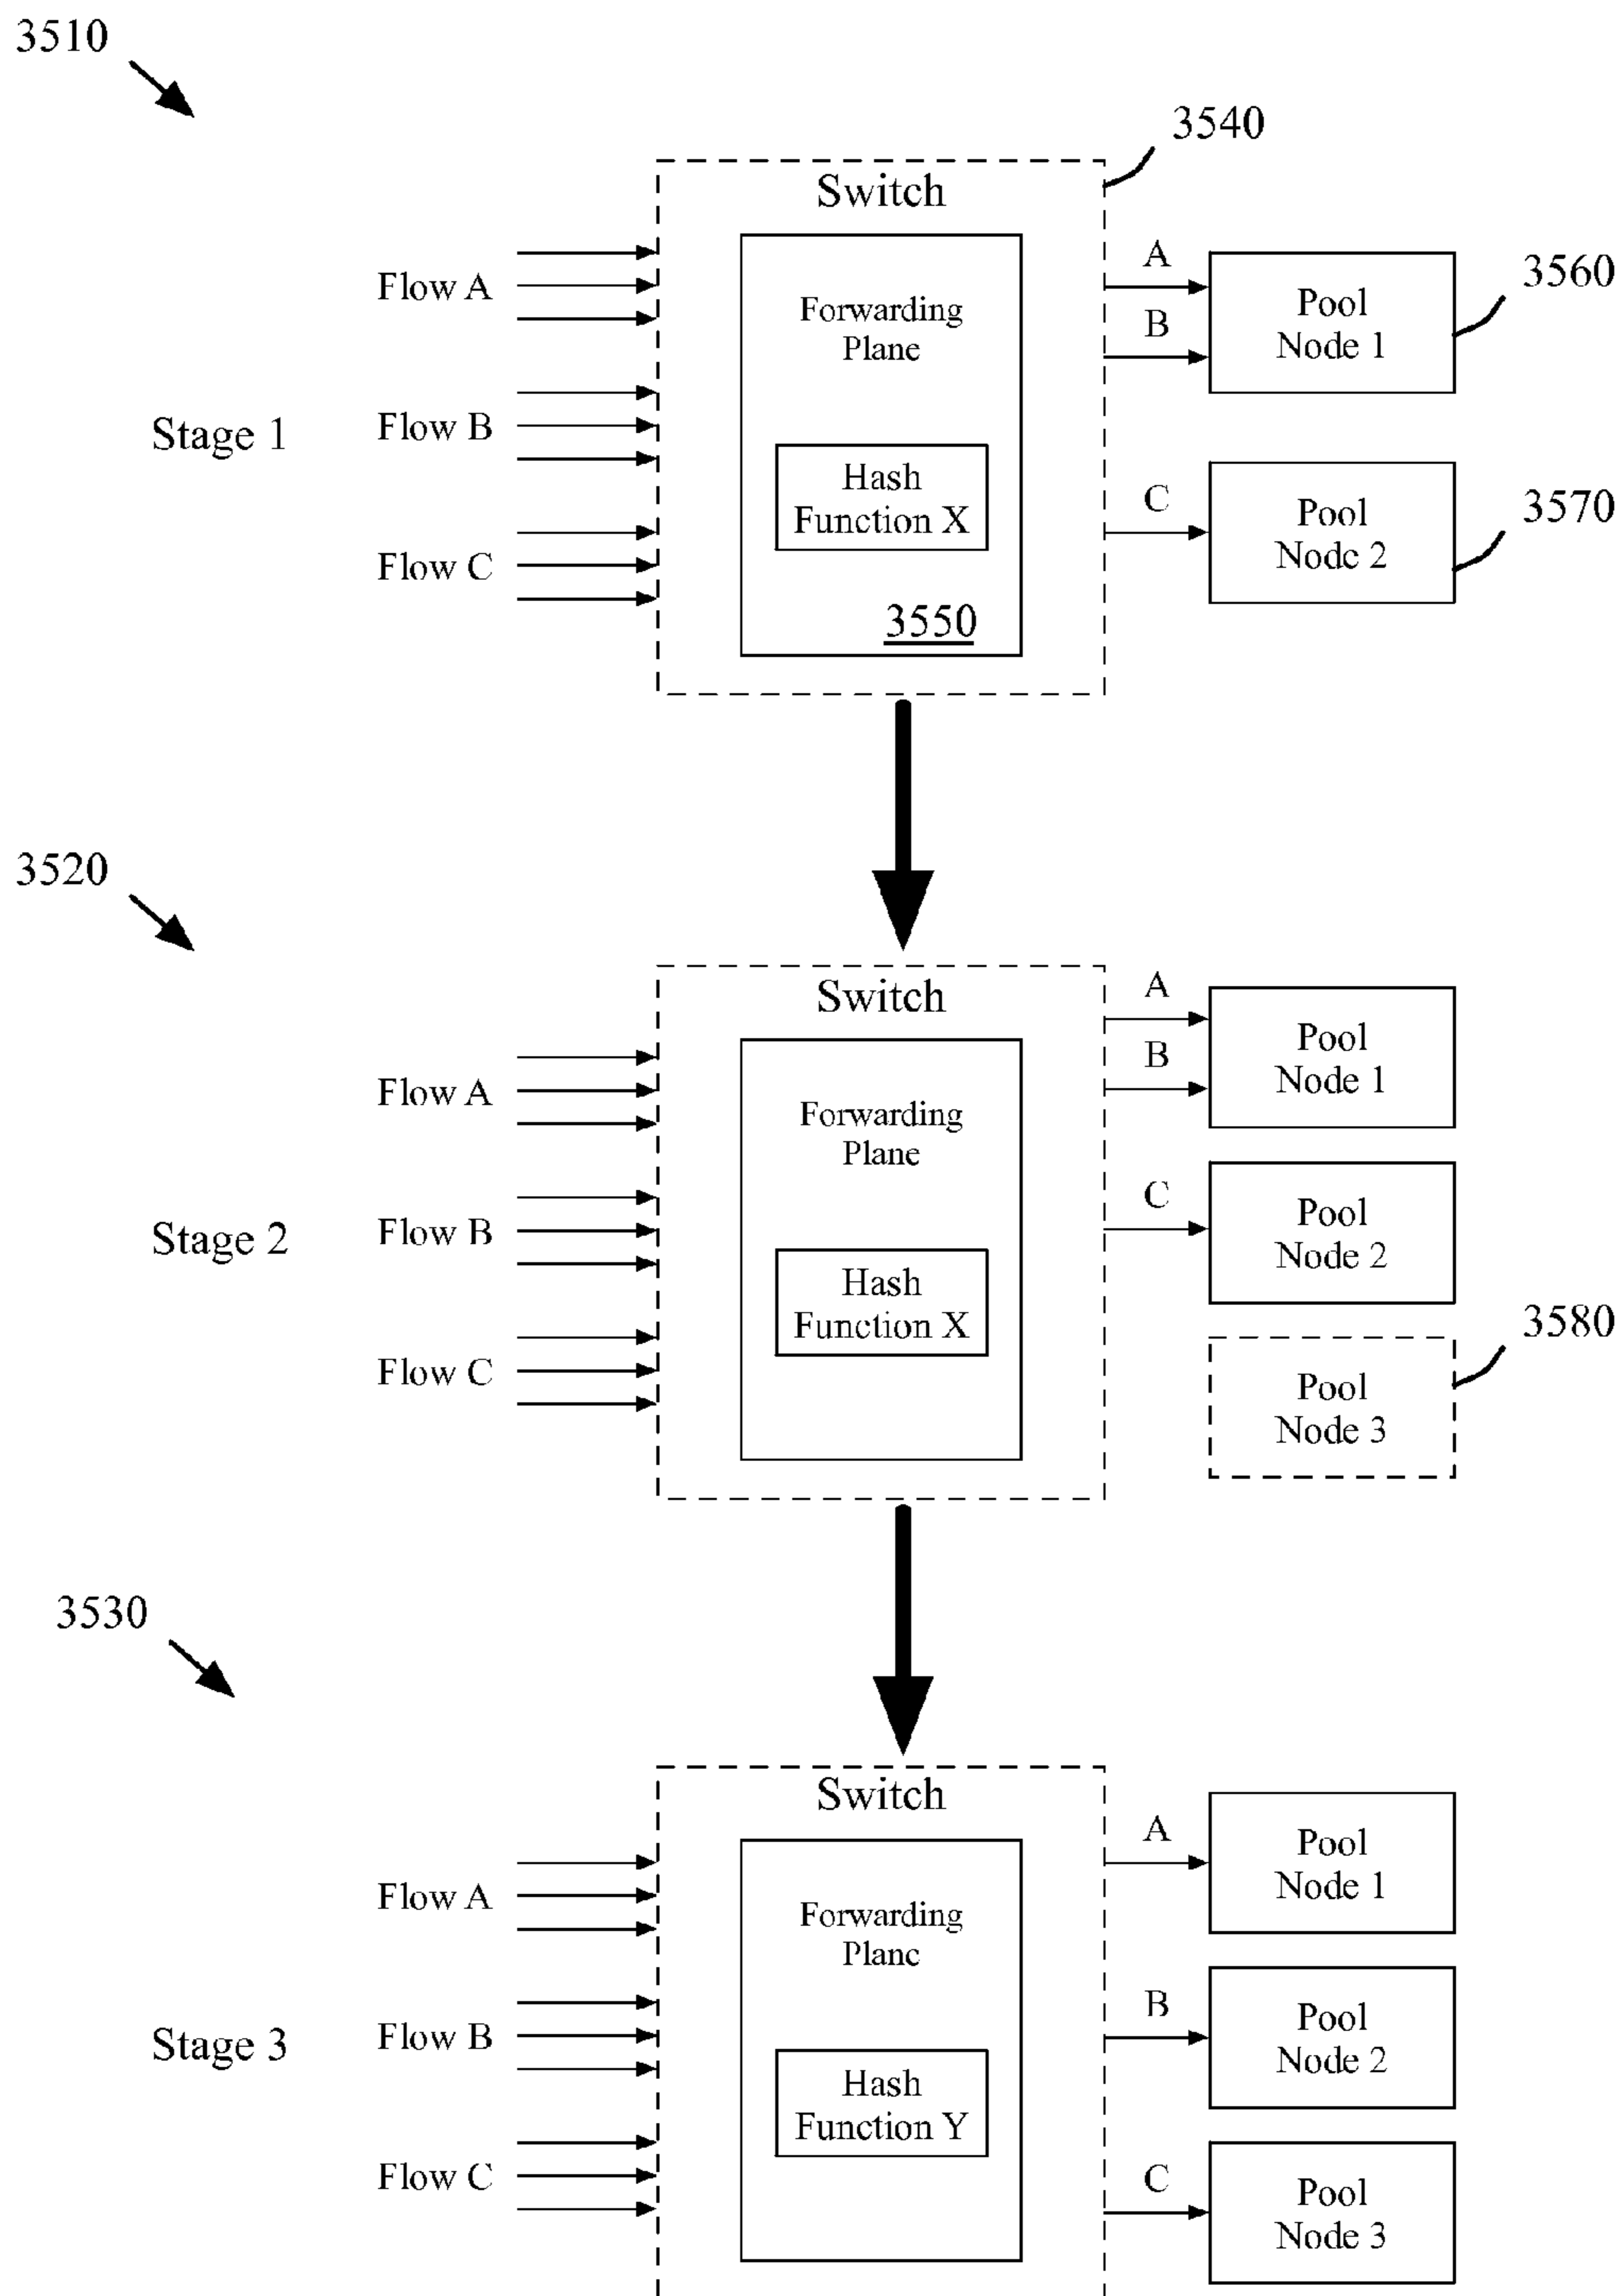 3510
3540
Switch
Flow A
Forwarding
Plane
A
B
Pool
Node 1
3560
Stage 1
Flow B
Hash
Function X
C
Pool
Node 2
3570
Flow C
3550
3520
Switch
Flow A
Forwarding
Plane
A
B
Pool
Node 1
Stage 2
Flow B
Hash
Function X
C
Pool
Node 2
Flow C
3580
Pool
Node 3
3530
Switch
Flow A
Forwarding
Plane
A
Pool
Node 1
Stage 3
Flow B
Hash
Function Y
B
Pool
Node 2
Flow C
C
Pool
Node 3